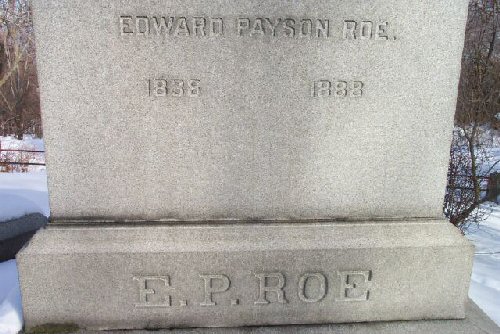 EDWARD PAYSON ROE.
1838 1888
E.P. ROE